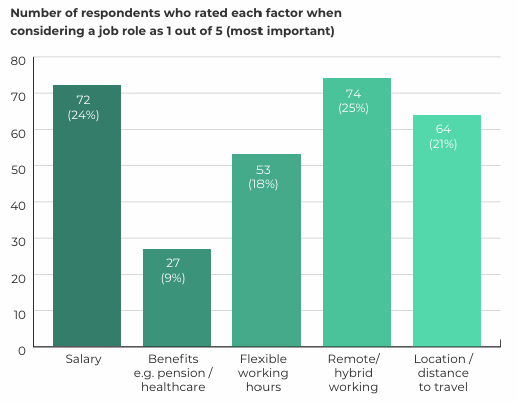 Number of respondents who rated each factor when
considering a job role as 1 out of 5 (most important)
80
70
60
50
40
30
20
10
0
72
(24%)
27
(9%)
53
(18%)
74
(25%)
64
(21%)
Salary
Benefits
e.g. pension /
healthcare
Flexible
working
hours
Remote/
hybrid
working
Location /
distance
to travel